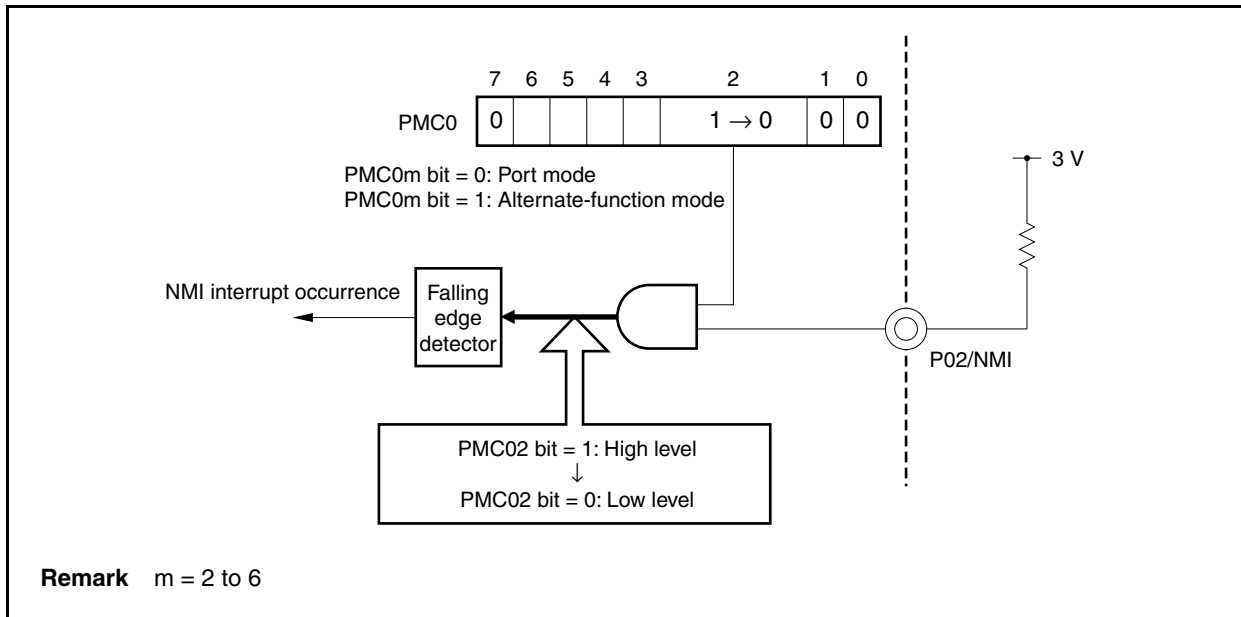 7 6 5 4 3 2 1 0
PMC0 0 1 → 0 0 0
3 V
PMC0m bit = 0: Port mode
PMC0m bit = 1: Alternate-function mode
NMI interrupt occurrence
Falling
edge
detector
P02/NMI
PMC02 bit = 1: High level
↓
PMC02 bit = 0: Low level
Remark m = 2 to 6